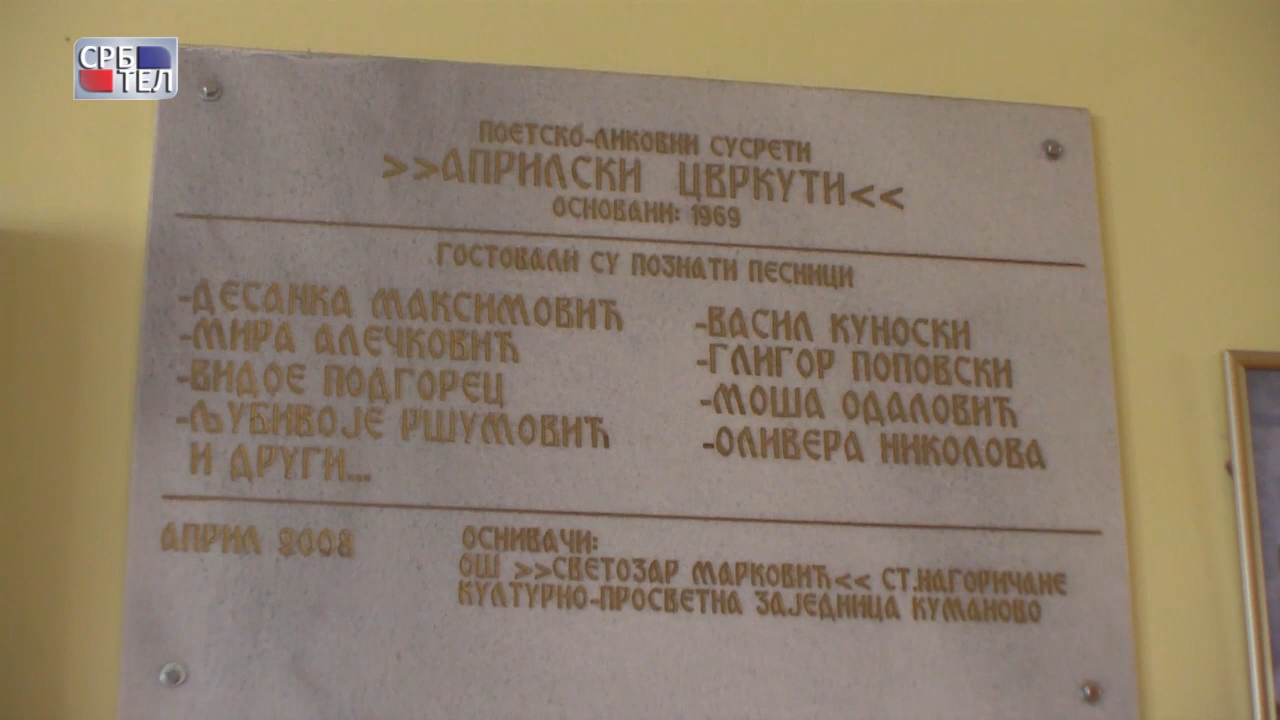 СРБ
ТЕЛ
ПОЕТСКО-ЛИКОВНИ СУСРЕТИ
>>АПРИЛСКИ ЦВРКУТИ<<
ОСНОВАНИ: 1969
ГОСТОВАЛИ СУ ПОЗНАТИ ПЕСНИЦИ
-ДЕСАНКА МАКСИМОВИЋ
-МИРА АЛЕЧКОВИЋ
-ВИДОЕ ПОДГОРЕЦ
-ЉУБИВОЈЕ РШУМОВИЋ
И ДРУГИ...
-ВАСИЛ КУНОСКИ
-ГЛИГОР ПОПОВСКИ
-МОША ОДАЛОВИЋ
-ОЛИВЕРА НИКОЛОВА
АПРИЛ 2008
ОСНИВАЧИ:
ОШ >>СВЕТОЗАР МАРКОВИЋ<< СТ.НАГОРИЧАНЕ
КУЛТУРНО-ПРОСВЕТНА ЗАЈЕДНИЦА КУМАНОВО